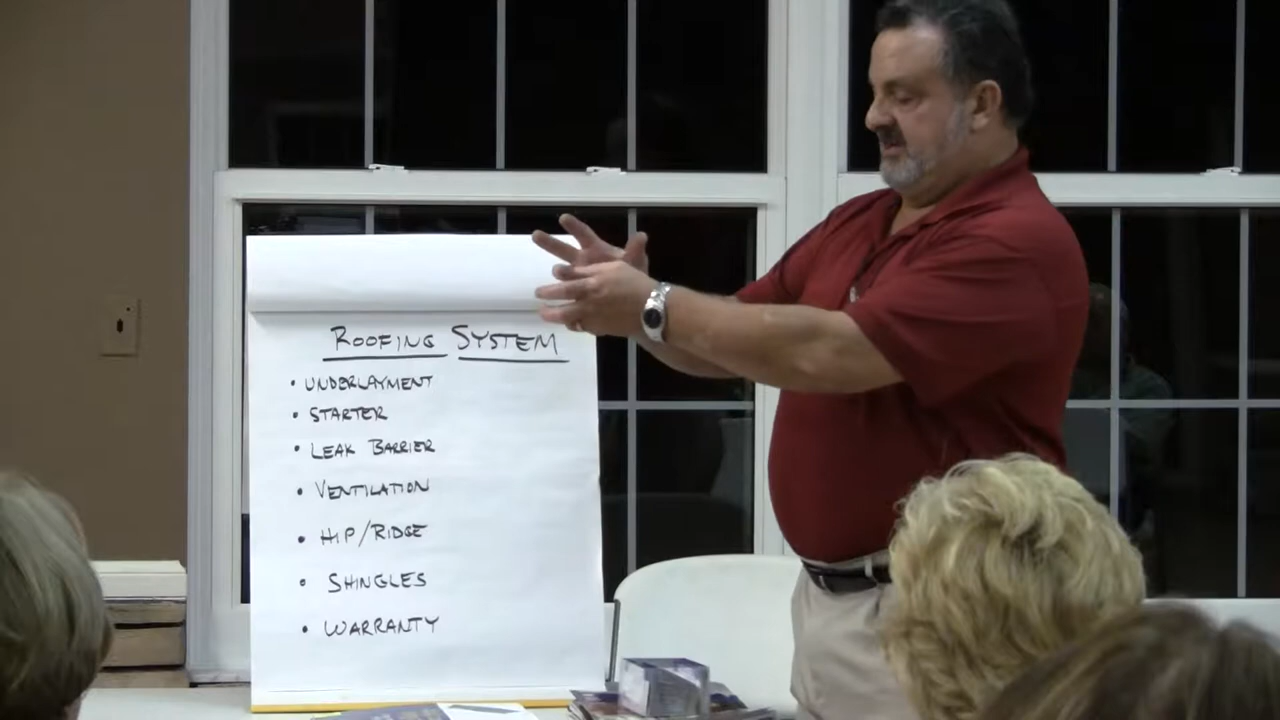 ROOFING SYSTEM
• UNDERLAYMENT
• STARTER
• LEAK BARRIER
• VENTILATION
• HIP/RIDGE
• SHINGLES
• WARRANTY